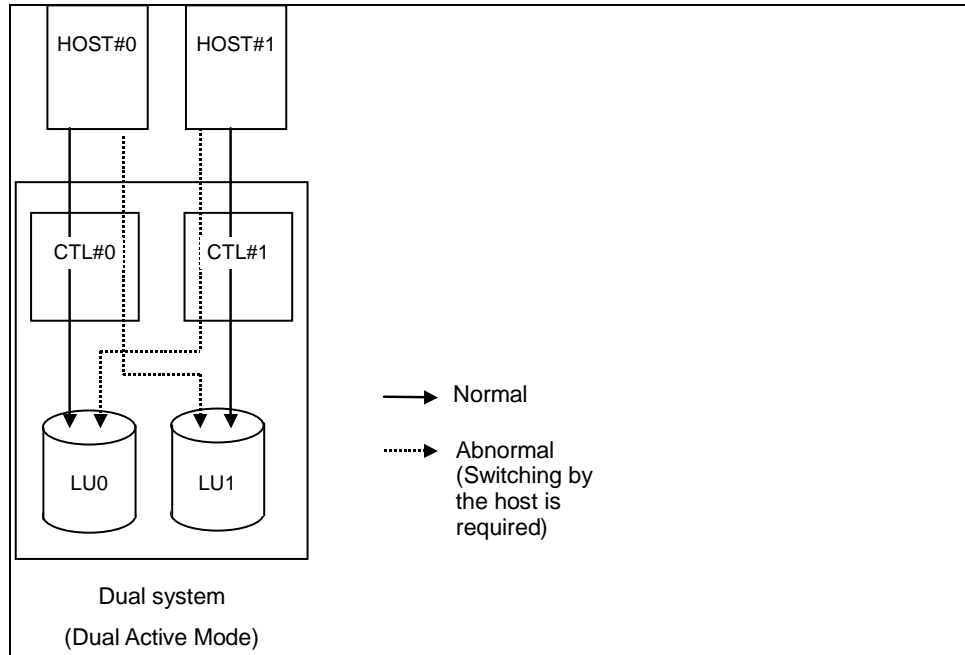 HOST#0
HOST#1
CTL#0
CTL#1
LU0
LU1
Normal
Abnormal
(Switching by
the host is
required)
Dual system
(Dual Active Mode)